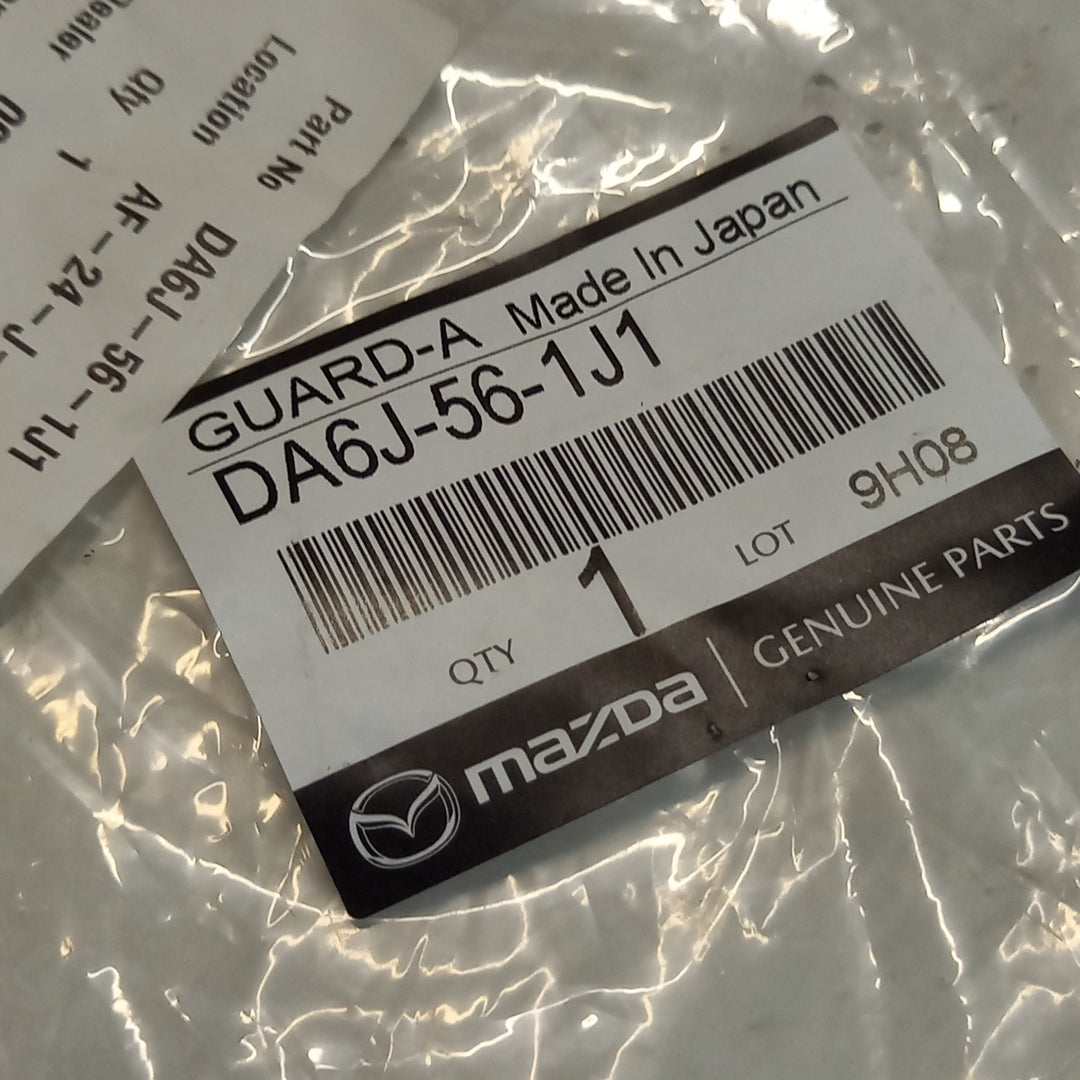 GUARD-A Made In Japan
DA6J-56-1J1
QTY 1 LOT 9H08
mazda GENUINE PARTS
Part No DA6J-56-1J1
Location AF-24-J-
Qty 1